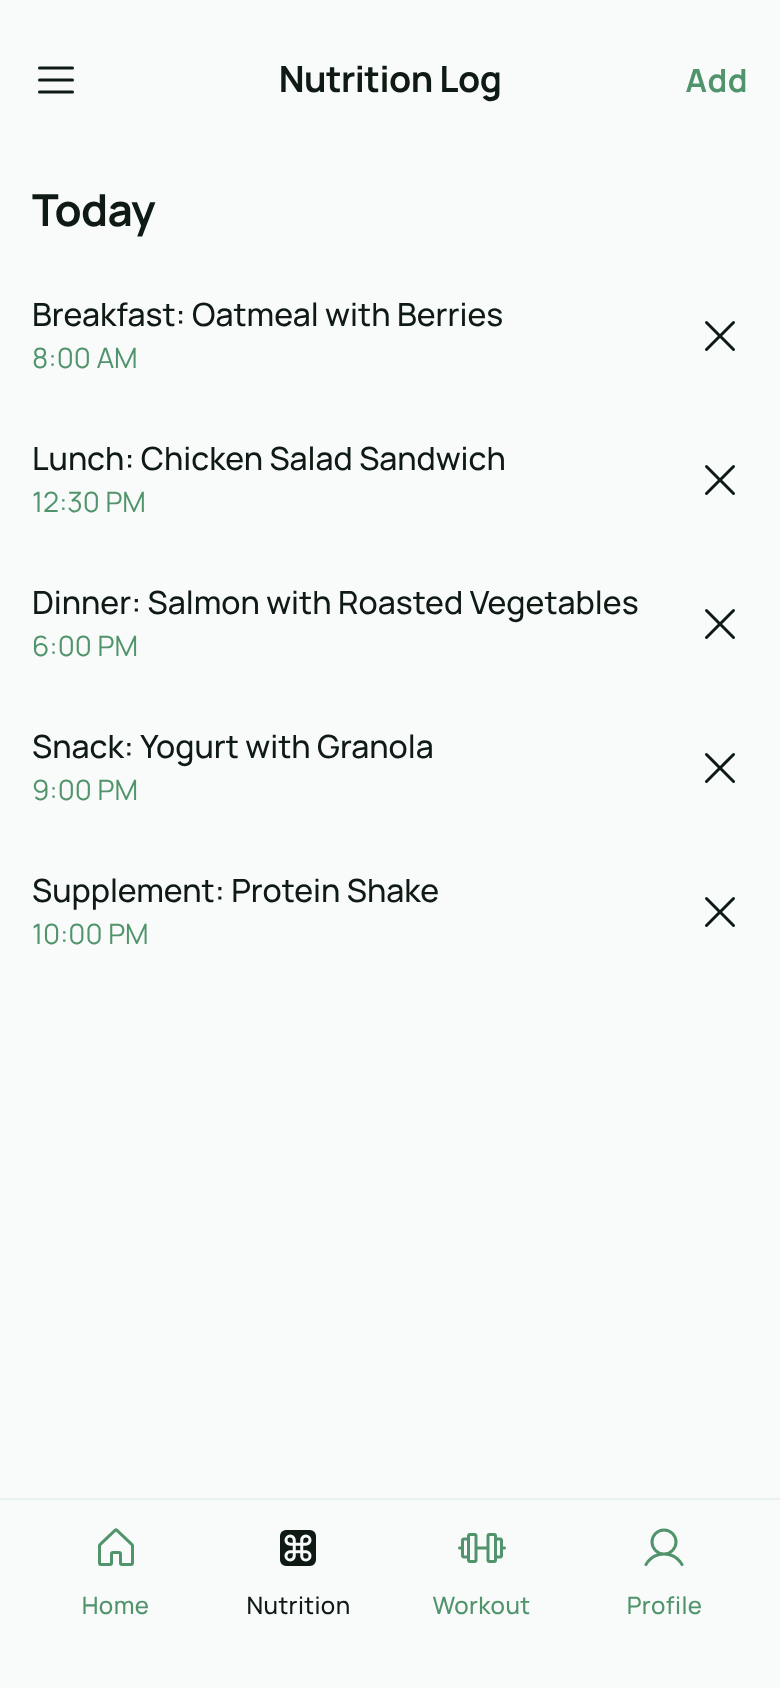 Nutrition Log
Add
Today
Breakfast: Oatmeal with Berries
8:00 AM
Lunch: Chicken Salad Sandwich
12:30 PM
Dinner: Salmon with Roasted Vegetables
6:00 PM
Snack: Yogurt with Granola
9:00 PM
Supplement: Protein Shake
10:00 PM
Home
Nutrition
Workout
Profile